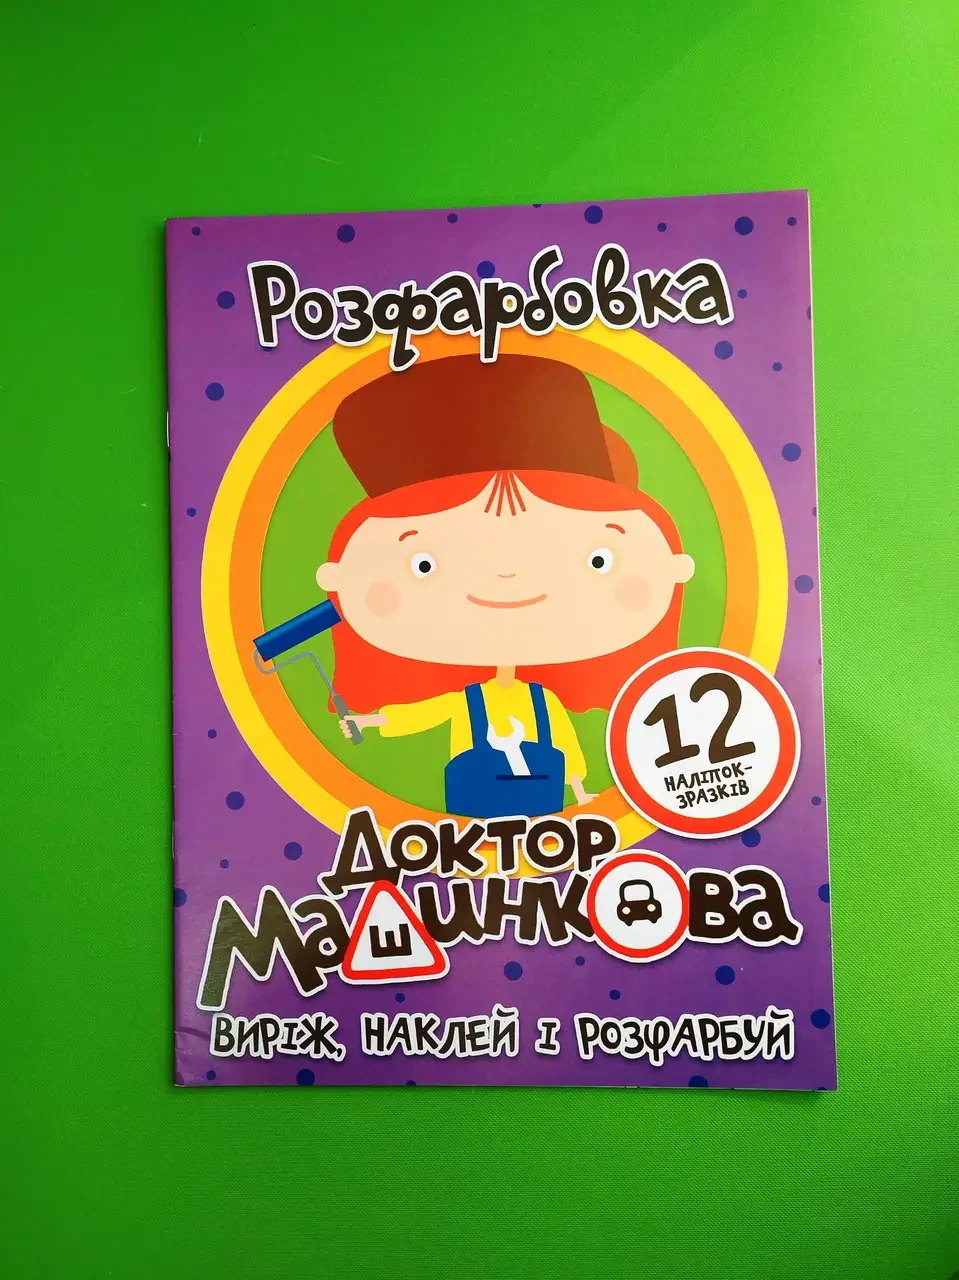 Розфарбовка
12
наліпок-
зразків
Доктор
Машинкова
виріж, наклей і розфарбуй